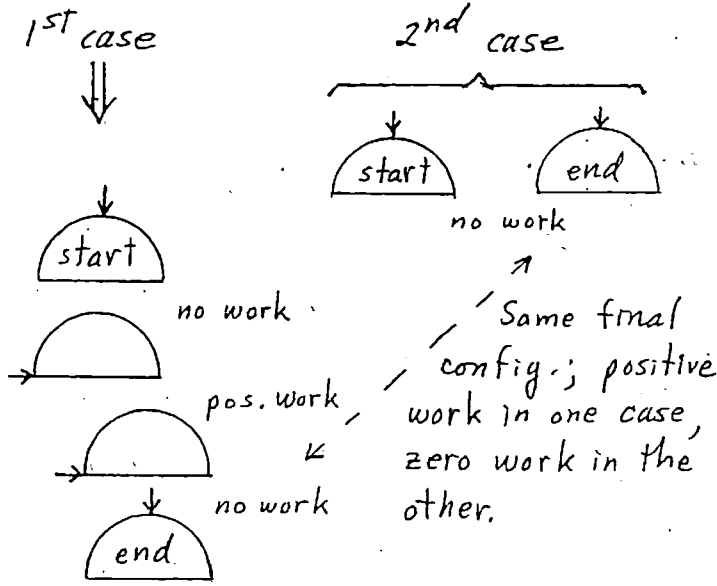 1st case
start
no work
pos. work
no work
end
2nd case
start
end
no work
Same final
config.; positive
work in one case,
zero work in the
other.